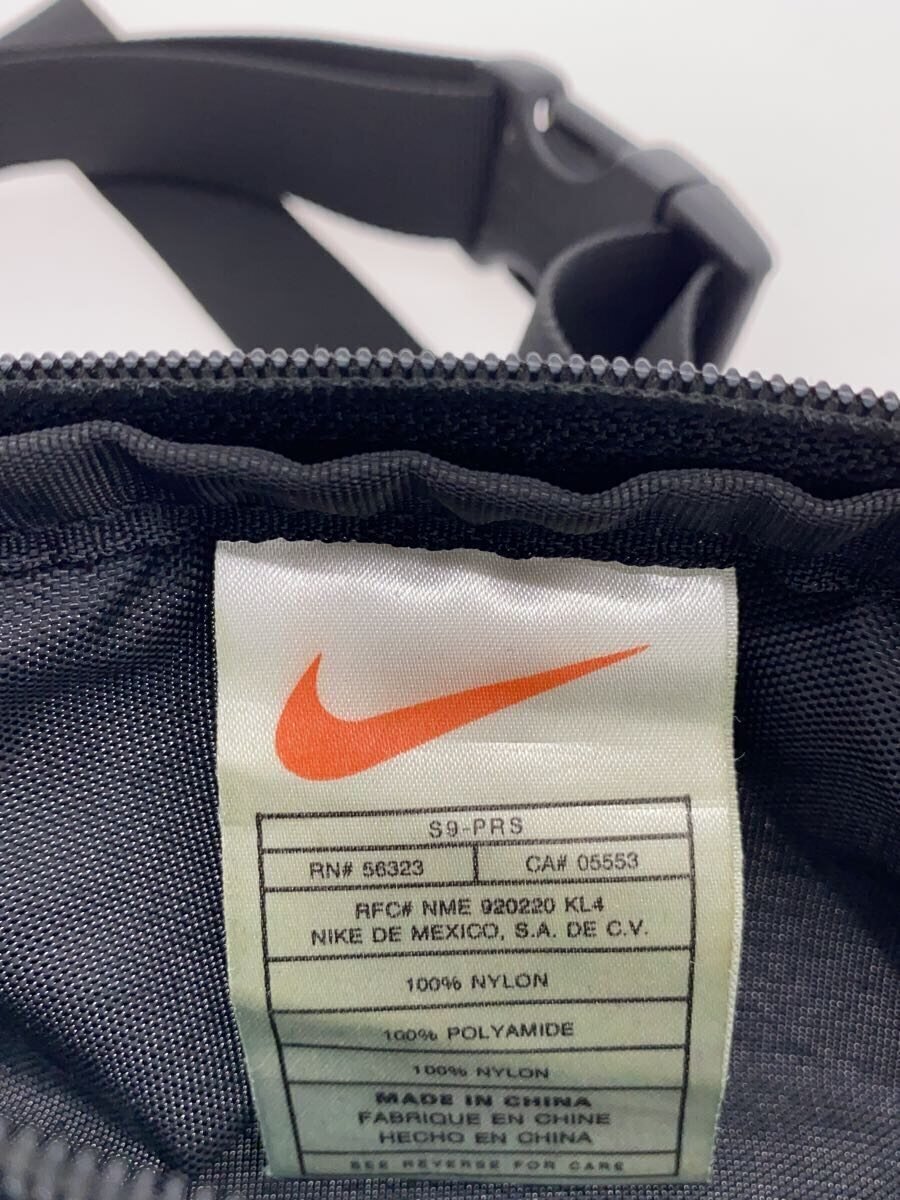 S9-PRS
RN# 56323 CA# 05553
RFC# NME 920220 KL4
NIKE DE MEXICO, S.A. DE C.V.
100% NYLON
100% POLYAMIDE
100% NYLON
MADE IN CHINA
FABRIQUE EN CHINE
HECHO EN CHINA
SEE REVERSE FOR CARE